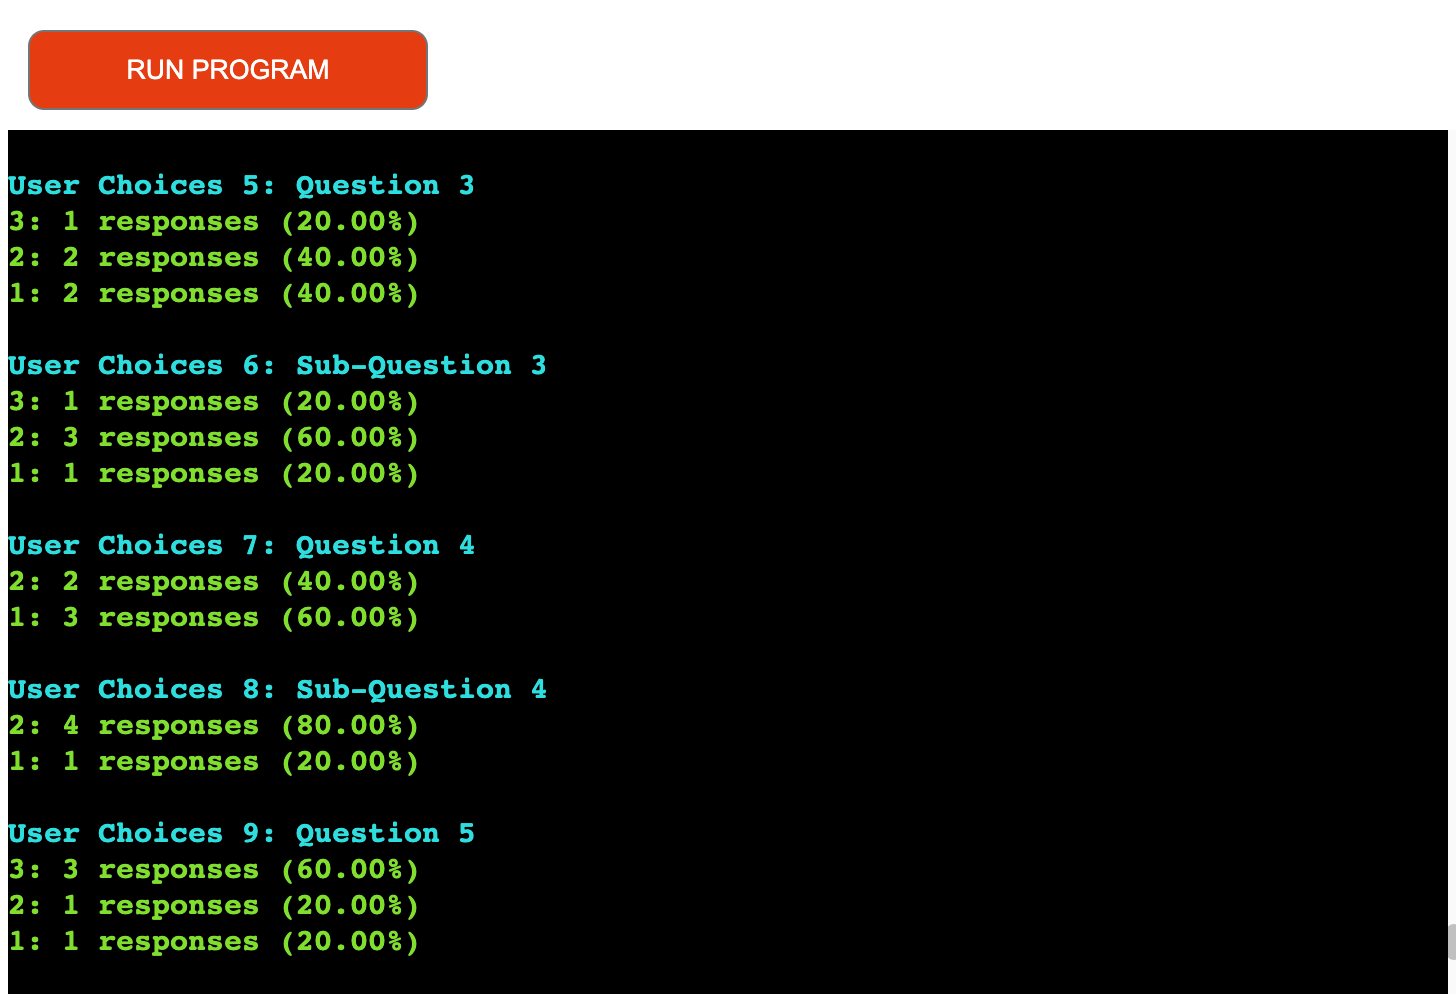 RUN PROGRAM
User Choices 5: Question 3
3: 1 responses (20.00%)
2: 2 responses (40.00%)
1: 2 responses (40.00%)
User Choices 6: Sub-Question 3
3: 1 responses (20.00%)
2: 3 responses (60.00%)
1: 1 responses (20.00%)
User Choices 7: Question 4
2: 2 responses (40.00%)
1: 3 responses (60.00%)
User Choices 8: Sub-Question 4
2: 4 responses (80.00%)
1: 1 responses (20.00%)
User Choices 9: Question 5
3: 3 responses (60.00%)
2: 1 responses (20.00%)
1: 1 responses (20.00%)